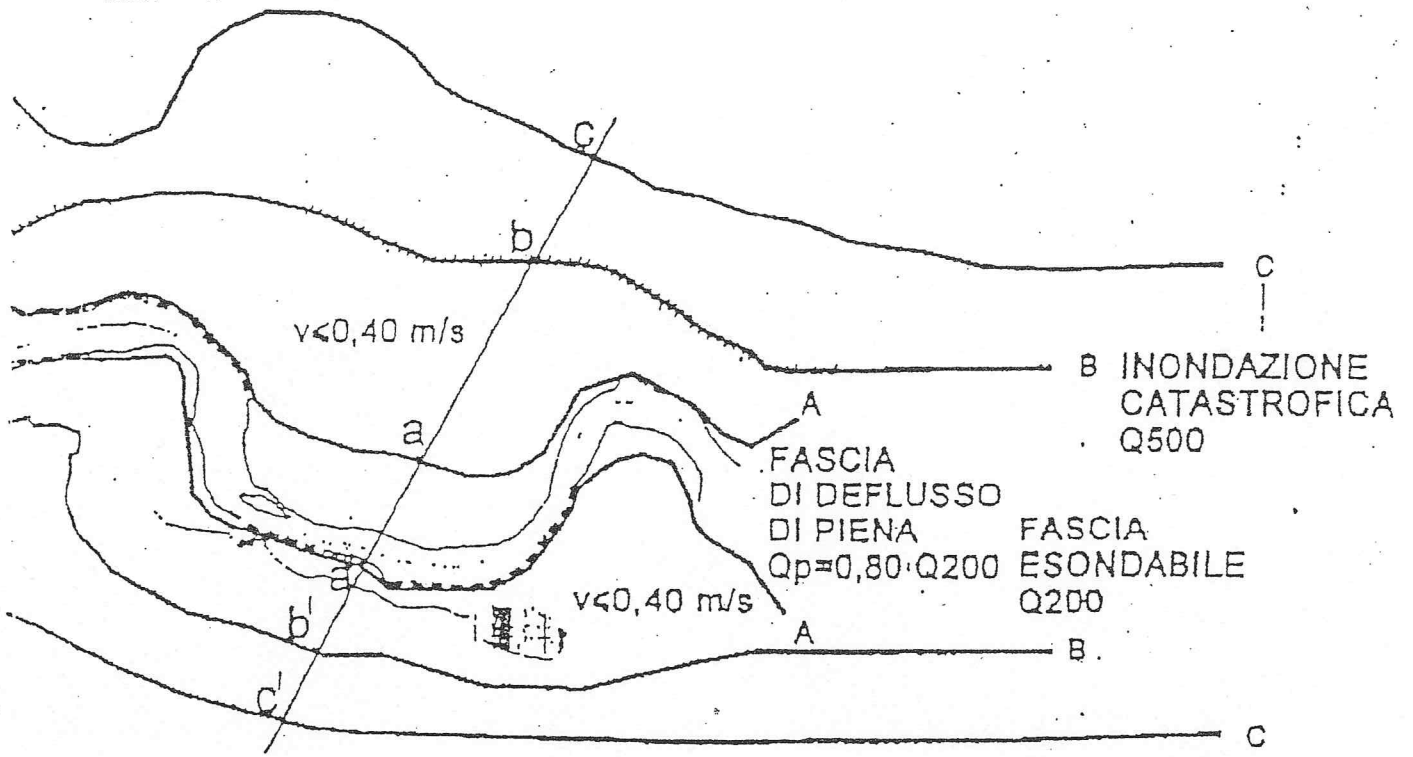 c
b
C
v<0,40 m/s
B
INONDAZIONE
CATASTROFICA
Q500
A
a
FASCIA
DI DEFLUSSO
DI PIENA
Qp=0,80·Q200
FASCIA
ESONDABILE
Q200
a'
v<0,40 m/s
b'
A
B
c'
C